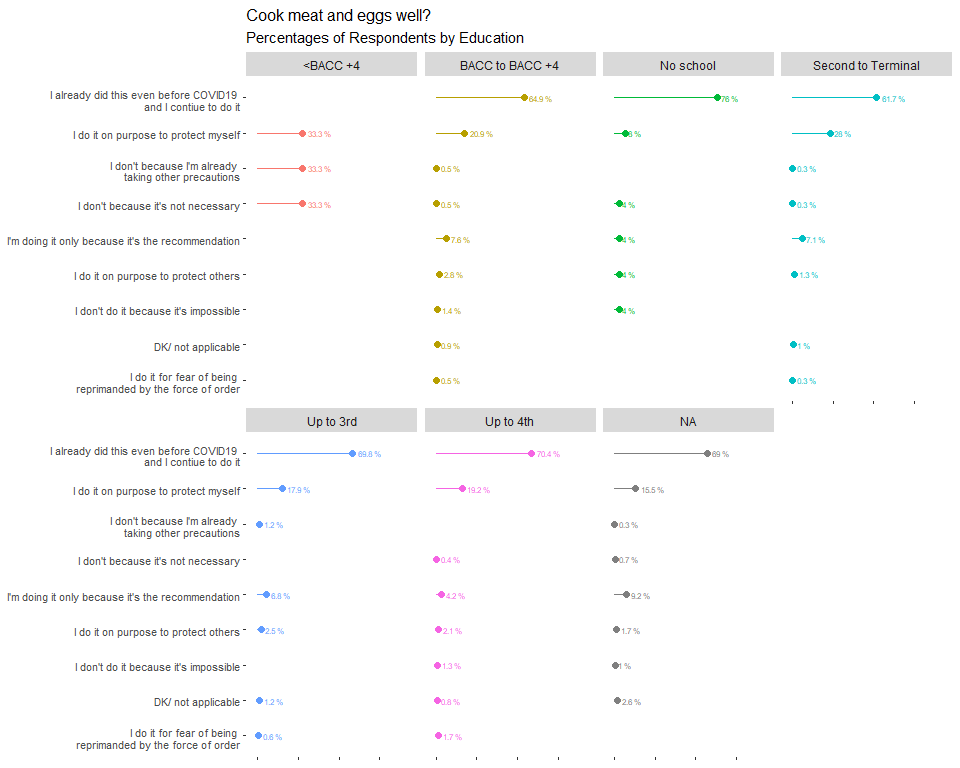 Cook meat and eggs well?
Percentages of Respondents by Education
<BACC +4
BACC to BACC +4
No school
Second to Terminal
I already did this even before COVID19
and I contiue to do it
64.9 %
76 %
61.7 %
I do it on purpose to protect myself
33.3 %
20.9 %
8 %
28 %
I don't because I'm already
taking other precautions
33.3 %
0.5 %
0.3 %
I don't because it's not necessary
33.3 %
0.5 %
4 %
0.3 %
I'm doing it only because it's the recommendation
7.6 %
4 %
7.1 %
I do it on purpose to protect others
2.8 %
4 %
1.3 %
I don't do it because it's impossible
1.4 %
4 %
DK/ not applicable
0.9 %
1 %
I do it for fear of being
reprimanded by the force of order
0.5 %
0.3 %
Up to 3rd
Up to 4th
NA
I already did this even before COVID19
and I contiue to do it
69.8 %
70.4 %
69 %
I do it on purpose to protect myself
17.9 %
19.2 %
15.5 %
I don't because I'm already
taking other precautions
1.2 %
0.3 %
I don't because it's not necessary
0.4 %
0.7 %
I'm doing it only because it's the recommendation
6.8 %
4.2 %
9.2 %
I do it on purpose to protect others
2.5 %
2.1 %
1.7 %
I don't do it because it's impossible
1.3 %
1 %
DK/ not applicable
1.2 %
0.8 %
2.6 %
I do it for fear of being
reprimanded by the force of order
0.6 %
1.7 %